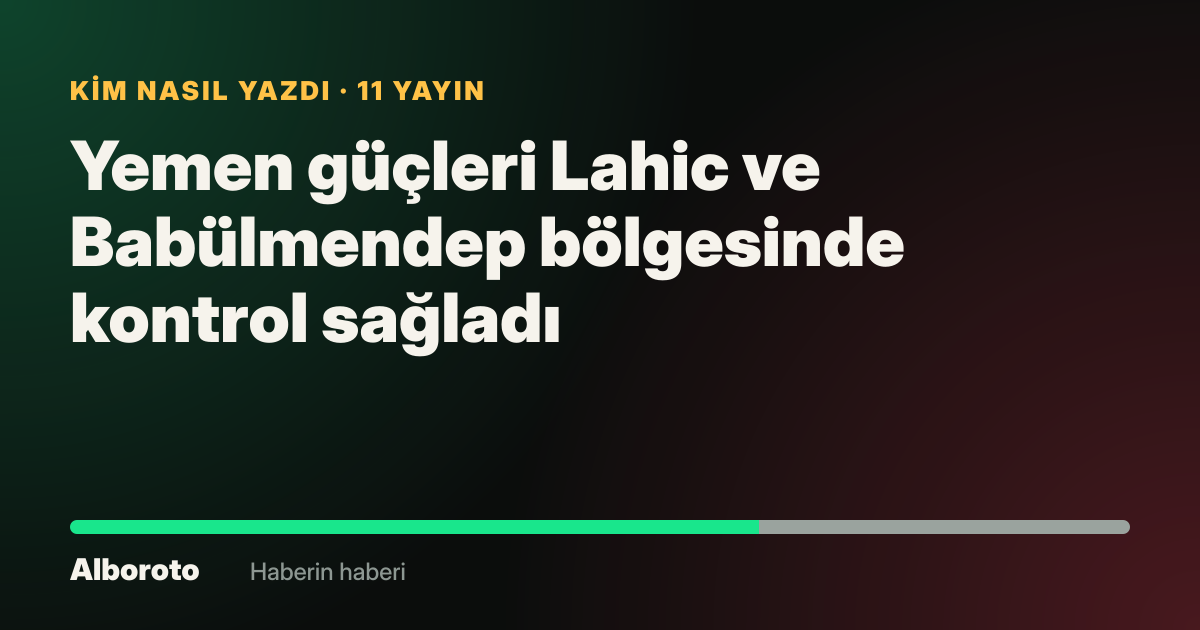 KİM NASIL YAZDI · 11 YAYIN
Yemen güçleri Lahic ve
Babülmendep bölgesinde
kontrol sağladı
Alboroto
Haberin haberi